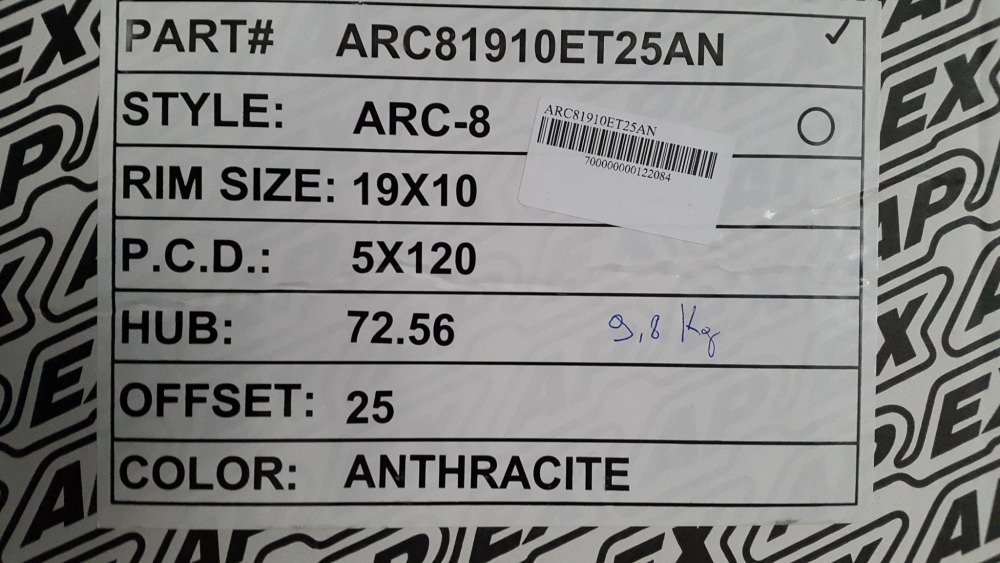 PART# ARC81910ET25AN
STYLE: ARC-8
ARC81910ET25AN
700000000122084
RIM SIZE: 19X10
P.C.D.: 5X120
HUB: 72.56
9,8 Kg
OFFSET: 25
COLOR: ANTHRACITE
APEX